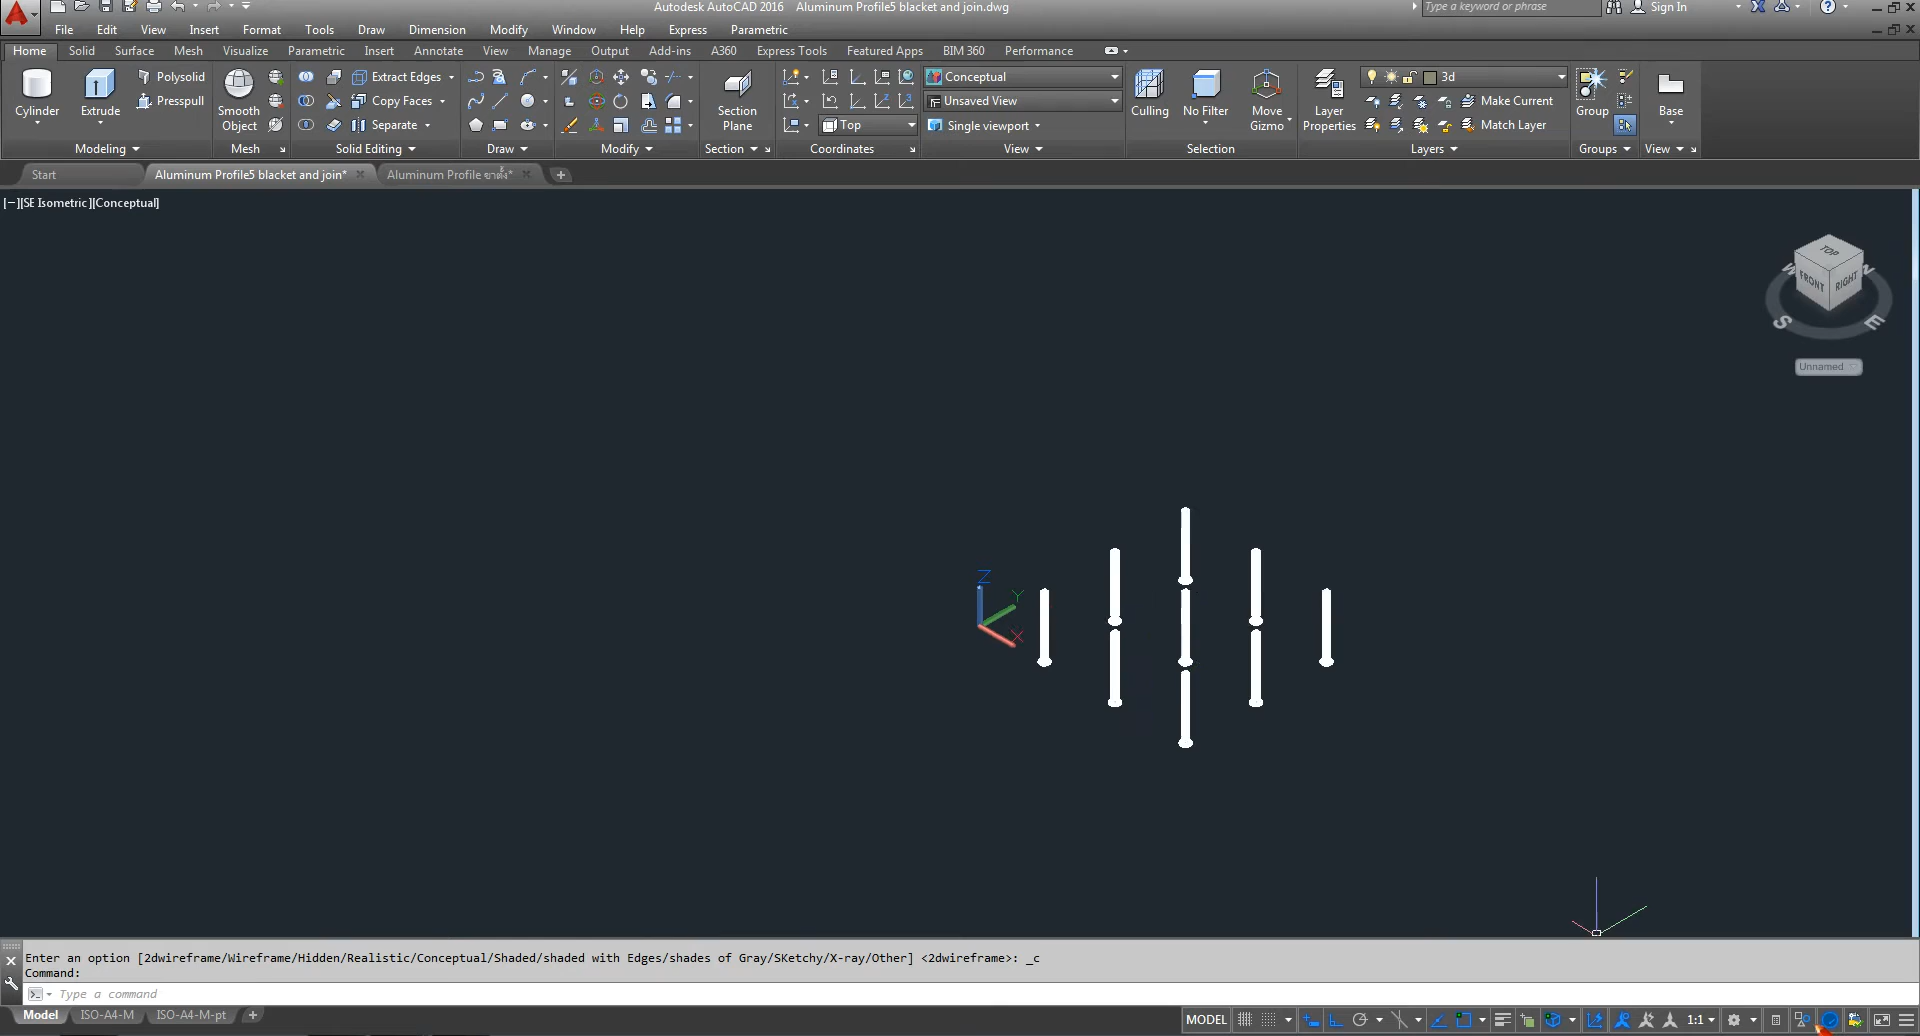 Autodesk AutoCAD 2016 Aluminum Profile5 blacket and join.dwg
Type a keyword or phrase
Sign In
File Edit View Insert Format Tools Draw Dimension Modify Window Help Express Parametric
Home Solid Surface Mesh Visualize Parametric Insert Annotate View Manage Output Add-ins A360 Express Tools Featured Apps BIM 360 Performance
Cylinder
Extrude
Polysolid
Presspull
Modeling
Smooth Object
Mesh
Extract Edges
Copy Faces
Separate
Solid Editing
Draw
Modify
Section Plane
Section
Top
Coordinates
Conceptual
Unsaved View
Single viewport
View
Culling
No Filter
Move Gizmo
Selection
Layer Properties
3d
Make Current
Match Layer
Layers
Group
Groups
Base
View
Start
Aluminum Profile5 blacket and join*
Aluminum Profile ขาตั้ง*
[−][SE Isometric][Conceptual]
TOP
FRONT
RIGHT
W
N
S
E
Unnamed
Z
Y
X
Enter an option [2dwireframe/Wireframe/Hidden/Realistic/Conceptual/Shaded/shaded with Edges/shades of Gray/SKetchy/X-ray/Other] <2dwireframe>: _c
Command:
Type a command
Model ISO-A4-M ISO-A4-M-pt
MODEL
1:1